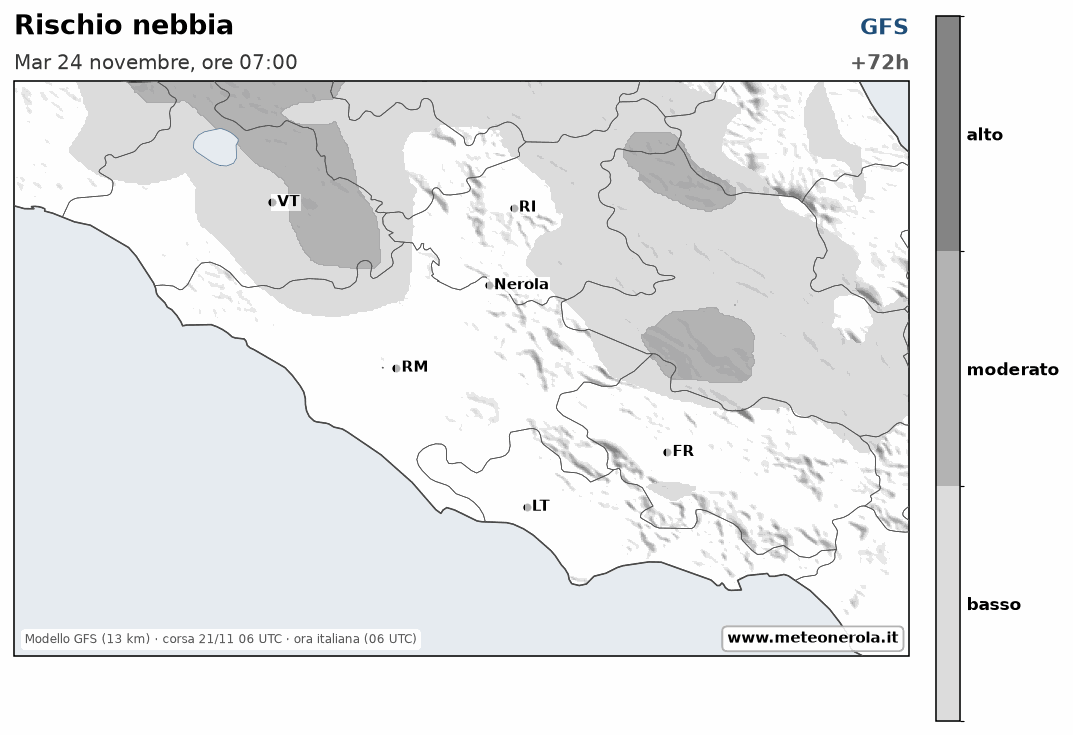 Rischio nebbia
GFS
Mar 24 novembre, ore 07:00
+72h
alto
VT
RI
Nerola
RM
moderato
FR
LT
basso
Modello GFS (13 km) · corsa 21/11 06 UTC · ora italiana (06 UTC)
www.meteonerola.it